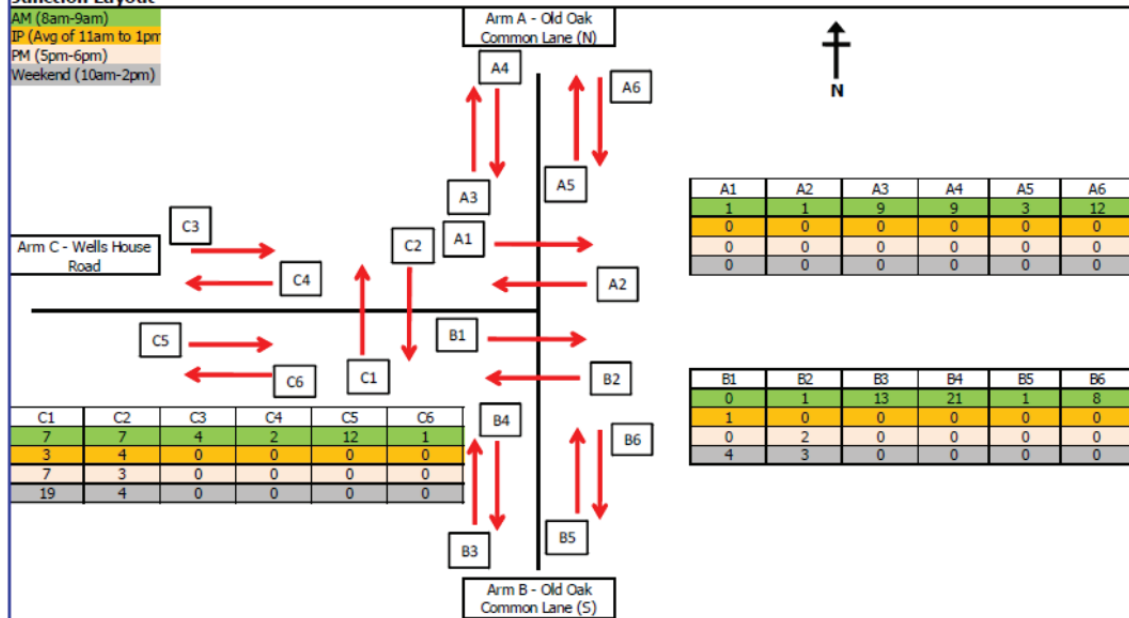 Junction Layout
AM (8am-9am)
IP (Avg of 11am to 1pm
PM (5pm-6pm)
Weekend (10am-2pm)
Arm A - Old Oak
Common Lane (N)
N
A4
A6
A3
A5
A1 A2 A3 A4 A5 A6
1 1 9 9 3 12
0 0 0 0 0 0
0 0 0 0 0 0
0 0 0 0 0 0
Arm C - Wells House
Road
C3
C2
A1
C4
A2
C5
B1
C6
C1
B2
B1 B2 B3 B4 B5 B6
0 1 13 21 1 8
1 0 0 0 0 0
0 2 0 0 0 0
4 3 0 0 0 0
C1 C2 C3 C4 C5 C6
7 7 4 2 12 1
3 4 0 0 0 0
7 3 0 0 0 0
19 4 0 0 0 0
B4
B6
B3
B5
Arm B - Old Oak
Common Lane (S)